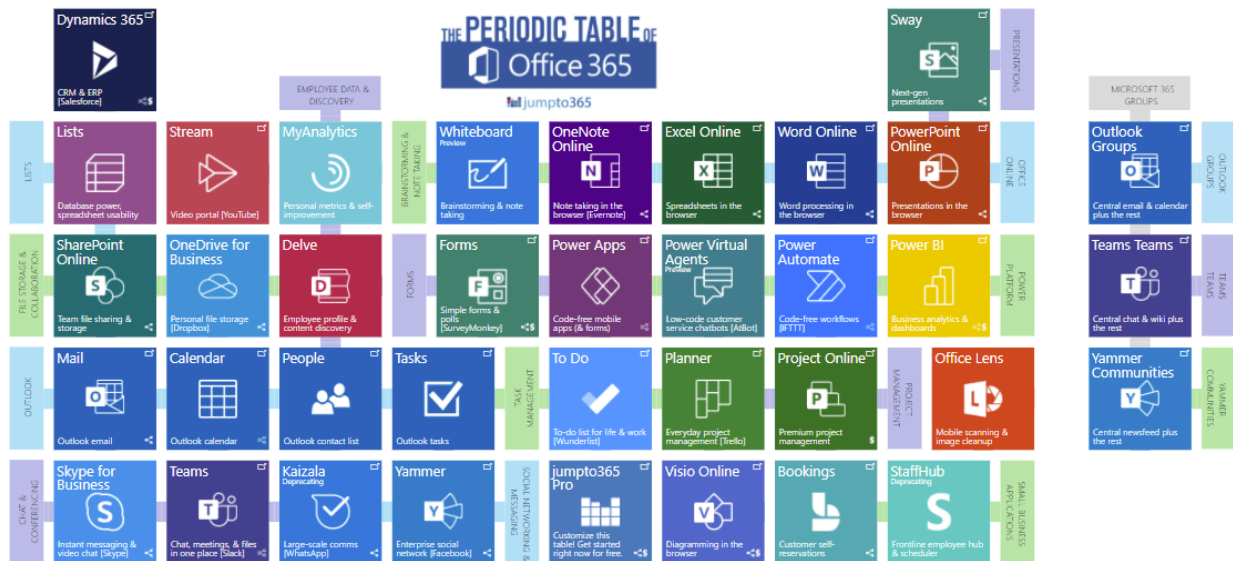 Dynamics 365
CRM & ERP
[Salesforce]
THE PERIODIC TABLE OF
Office 365
jumpto365
Sway
Next-gen
presentations
PRESENTATIONS
EMPLOYEE DATA &
DISCOVERY
MICROSOFT 365
GROUPS
LISTS
Lists
Database power,
spreadsheet usability
Stream
Video portal [YouTube]
MyAnalytics
Personal metrics & self-
improvement
BRAINSTORMING &
NOTE TAKING
Whiteboard
Preview
Brainstorming & note
taking
OneNote
Online
N
Note taking in the
browser [Evernote]
Excel Online
X
Spreadsheets in the
browser
Word Online
W
Word processing in
the browser
PowerPoint
Online
P
Presentations in the
browser
OFFICE
ONLINE
Outlook
Groups
O
Central email & calendar
plus the rest
OUTLOOK
GROUPS
FILE STORAGE &
COLLABORATION
SharePoint
Online
S
Team file sharing &
storage
OneDrive for
Business
Personal file storage
[Dropbox]
Delve
D
Employee profile &
content discovery
FORMS
Forms
F
Simple forms &
polls
[SurveyMonkey]
Power Apps
Code-free mobile
apps (& forms)
Power Virtual
Agents
Preview
Low-code customer
service chatbots [AtBot]
Power
Automate
Code-free workflows
[IFTTT]
Power BI
Business analytics &
dashboards
POWER
PLATFORM
Teams Teams
T
Central chat & wiki plus
the rest
TEAMS
TEAMS
OUTLOOK
Mail
O
Outlook email
Calendar
Outlook calendar
People
Outlook contact list
Tasks
Outlook tasks
TASK
MANAGEMENT
To Do
To-do list for life & work
[Wunderlist]
Planner
Everyday project
management [Trello]
Project Online
P
Premium project
management
$
PROJECT
MANAGEMENT
Office Lens
L
Mobile scanning &
image cleanup
Yammer
Communities
Y
Central newsfeed plus
the rest
YAMMER
COMMUNITIES
CHAT &
CONFERENCING
Skype for
Business
S
Instant messaging &
video chat [Skype]
Teams
T
Chat, meetings, & files
in one place [Slack]
Kaizala
Deprecating
Large-scale comms
[WhatsApp]
Yammer
Y
Enterprise social
network [Facebook]
SOCIAL NETWORKING &
MESSAGING
jumpto365
Pro
Customize this
table! Get started
right now for free.
Visio Online
V
Diagramming in the
browser
Bookings
Customer self-
reservations
StaffHub
Deprecating
S
Frontline employee hub
& scheduler
SMALL BUSINESS
APPLICATIONS